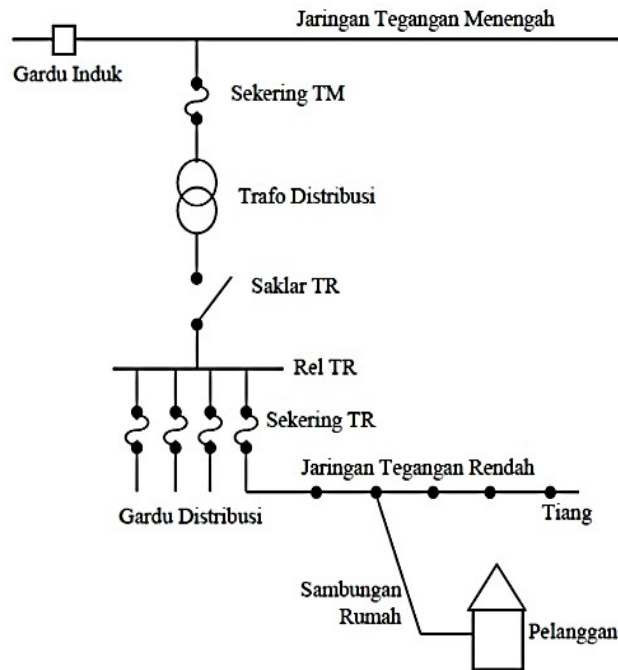 Jaringan Tegangan Menengah
Gardu Induk
Sekering TM
Trafo Distribusi
Saklar TR
Rel TR
Sekering TR
Jaringan Tegangan Rendah
Gardu Distribusi
Tiang
Sambungan
Rumah
Pelanggan